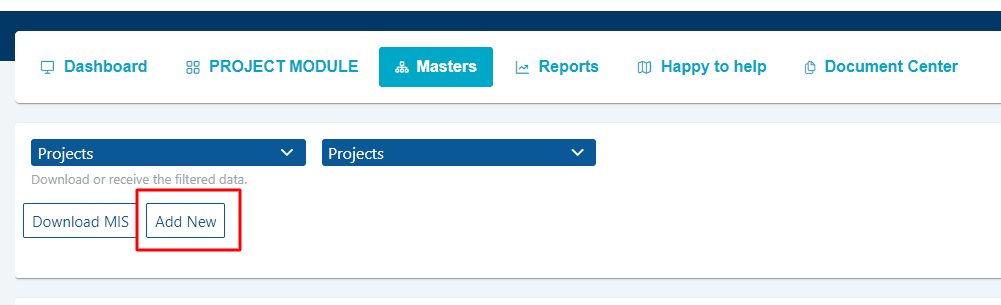 Dashboard PROJECT MODULE Masters Reports Happy to help Document Center
Projects Projects
Download or receive the filtered data.
Download MIS Add New